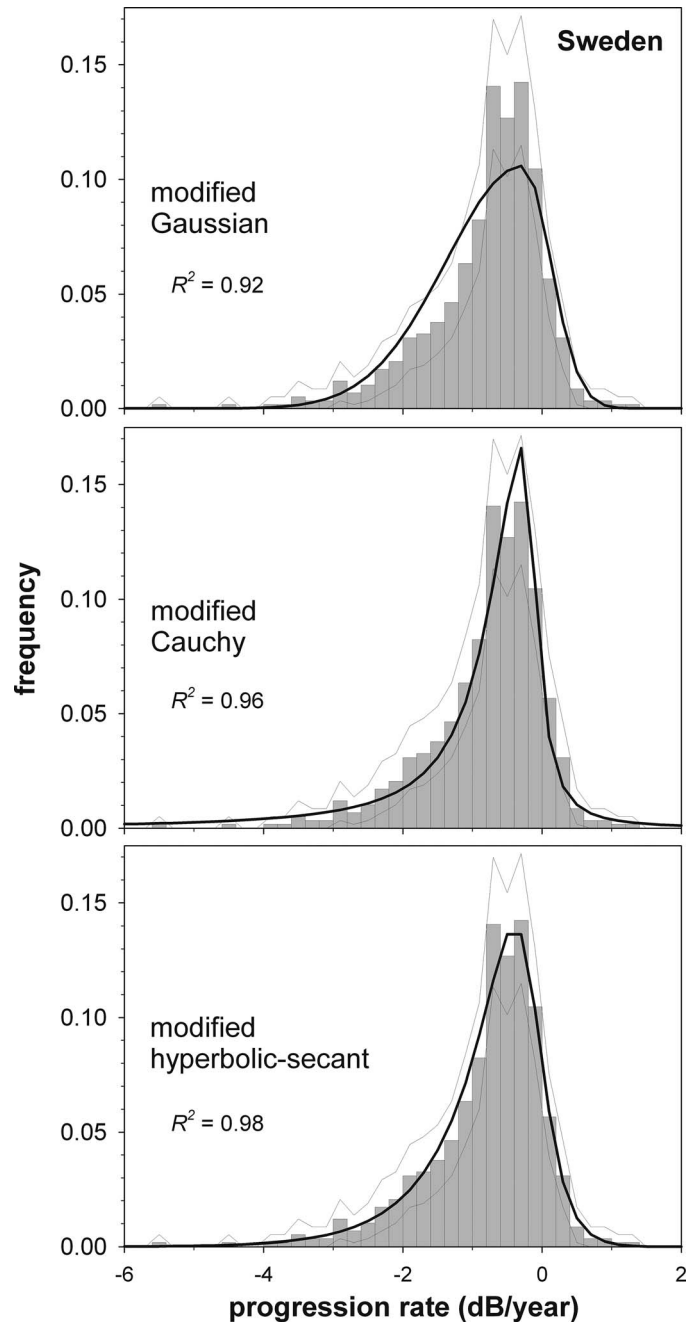 Sweden
0.15
0.10
modified
Gaussian
R² = 0.92
0.05
0.00
0.15
0.10
modified
Cauchy
R² = 0.96
0.05
0.00
frequency
0.15
0.10
modified
hyperbolic-secant
R² = 0.98
0.05
0.00
-6 -4 -2 0 2
progression rate (dB/year)